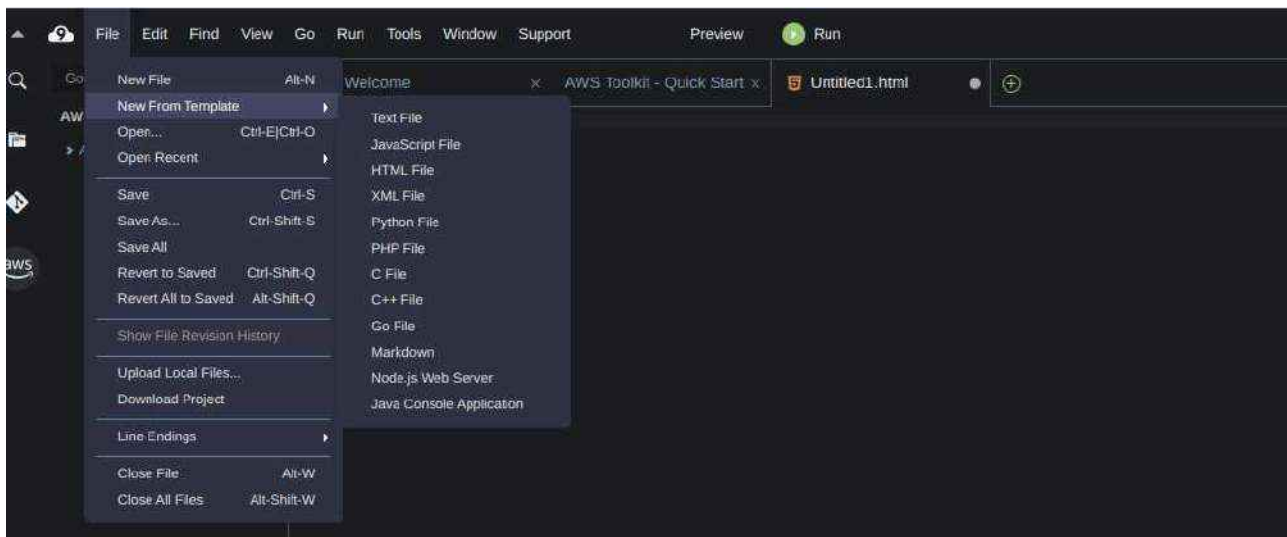 9 File Edit Find View Go Run Tools Window Support Preview Run
Go
Welcome
AWS Toolkit - Quick Start
Untitled1.html
AW
aws
New File Alt-N
New From Template
Open... Ctrl-E|Ctrl-O
Open Recent
Save Ctrl-S
Save As... Ctrl-Shift-S
Save All
Revert to Saved Ctrl-Shift-Q
Revert All to Saved Alt-Shift-Q
Show File Revision History
Upload Local Files...
Download Project
Line Endings
Close File Alt-W
Close All Files Alt-Shift-W
Text File
JavaScript File
HTML File
XML File
Python File
PHP File
C File
C++ File
Go File
Markdown
Node.js Web Server
Java Console Application